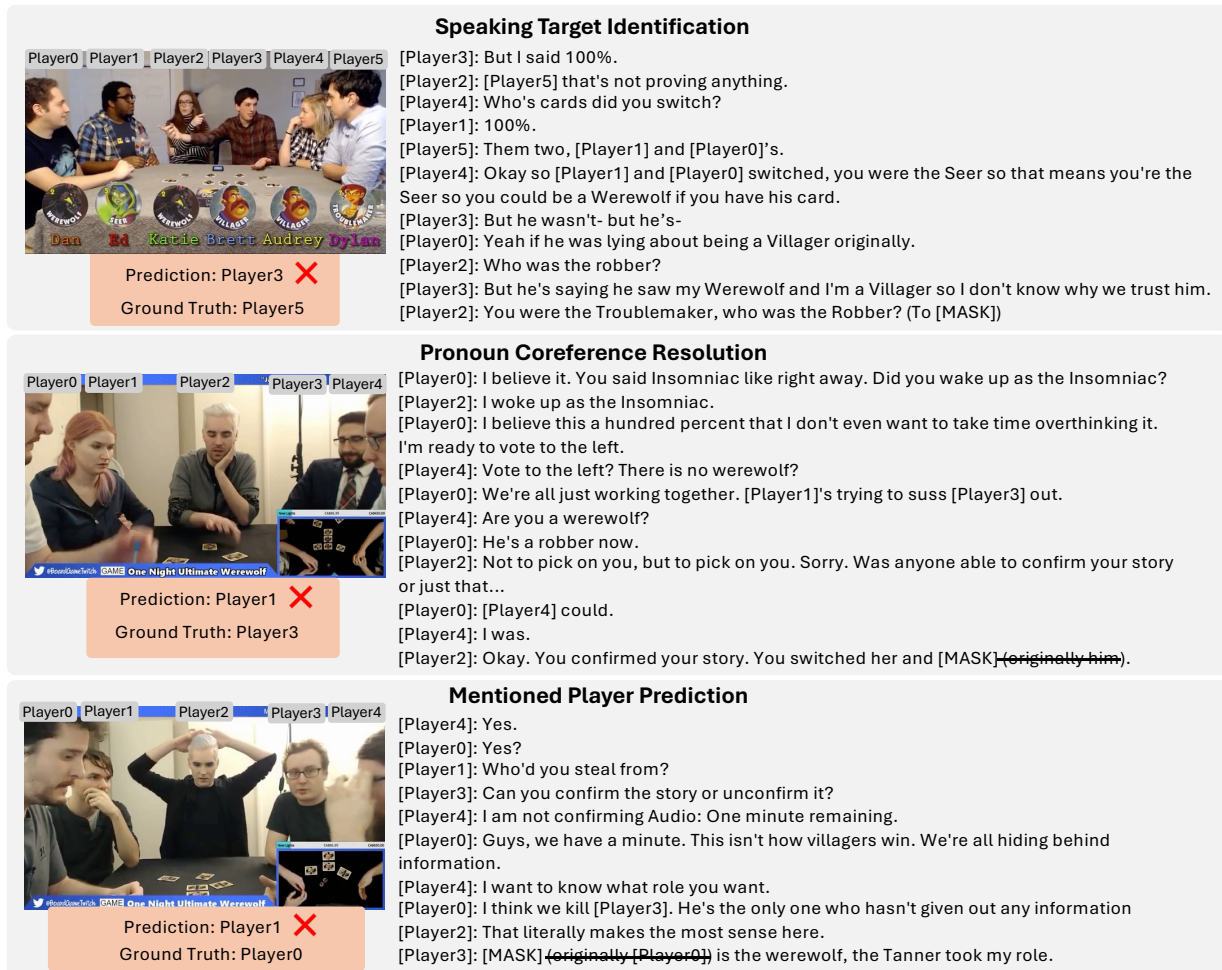 Speaking Target Identification
Player0 Player1 Player2 Player3 Player4 Player5
WEREWOLF SEER WEREWOLF VILLAGER VILLAGER TROUBLEMAKER
Dan Ed Katie Brett Audrey Dylan
Prediction: Player3
Ground Truth: Player5
[Player3]: But I said 100%.
[Player2]: [Player5] that's not proving anything.
[Player4]: Who's cards did you switch?
[Player1]: 100%.
[Player5]: Them two, [Player1] and [Player0]’s.
[Player4]: Okay so [Player1] and [Player0] switched, you were the Seer so that means you're the
Seer so you could be a Werewolf if you have his card.
[Player3]: But he wasn't- but he’s-
[Player0]: Yeah if he was lying about being a Villager originally.
[Player2]: Who was the robber?
[Player3]: But he's saying he saw my Werewolf and I'm a Villager so I don't know why we trust him.
[Player2]: You were the Troublemaker, who was the Robber? (To [MASK])
Pronoun Coreference Resolution
Player0 Player1 Player2 Player3 Player4
@BoardGameTwitch GAME One Night Ultimate Werewolf
Prediction: Player1
Ground Truth: Player3
[Player0]: I believe it. You said Insomniac like right away. Did you wake up as the Insomniac?
[Player2]: I woke up as the Insomniac.
[Player0]: I believe this a hundred percent that I don't even want to take time overthinking it.
I'm ready to vote to the left.
[Player4]: Vote to the left? There is no werewolf?
[Player0]: We're all just working together. [Player1]'s trying to suss [Player3] out.
[Player4]: Are you a werewolf?
[Player0]: He's a robber now.
[Player2]: Not to pick on you, but to pick on you. Sorry. Was anyone able to confirm your story
or just that...
[Player0]: [Player4] could.
[Player4]: I was.
[Player2]: Okay. You confirmed your story. You switched her and [MASK] (originally him).
Mentioned Player Prediction
Player0 Player1 Player2 Player3 Player4
@BoardGameTwitch GAME One Night Ultimate Werewolf
Prediction: Player1
Ground Truth: Player0
[Player4]: Yes.
[Player0]: Yes?
[Player1]: Who'd you steal from?
[Player3]: Can you confirm the story or unconfirm it?
[Player4]: I am not confirming Audio: One minute remaining.
[Player0]: Guys, we have a minute. This isn't how villagers win. We're all hiding behind
information.
[Player4]: I want to know what role you want.
[Player0]: I think we kill [Player3]. He's the only one who hasn't given out any information
[Player2]: That literally makes the most sense here.
[Player3]: [MASK] (originally [Player0]) is the werewolf, the Tanner took my role.